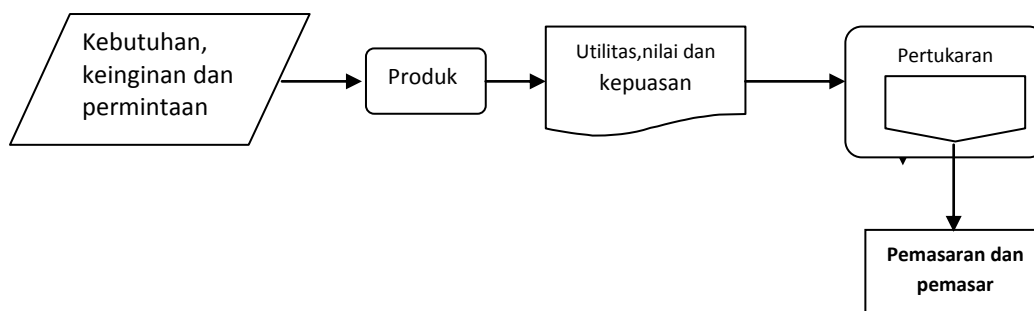 Kebutuhan,
keinginan dan
permintaan
Produk
Utilitas,nilai dan
kepuasan
Pertukaran
Pemasaran dan
pemasar